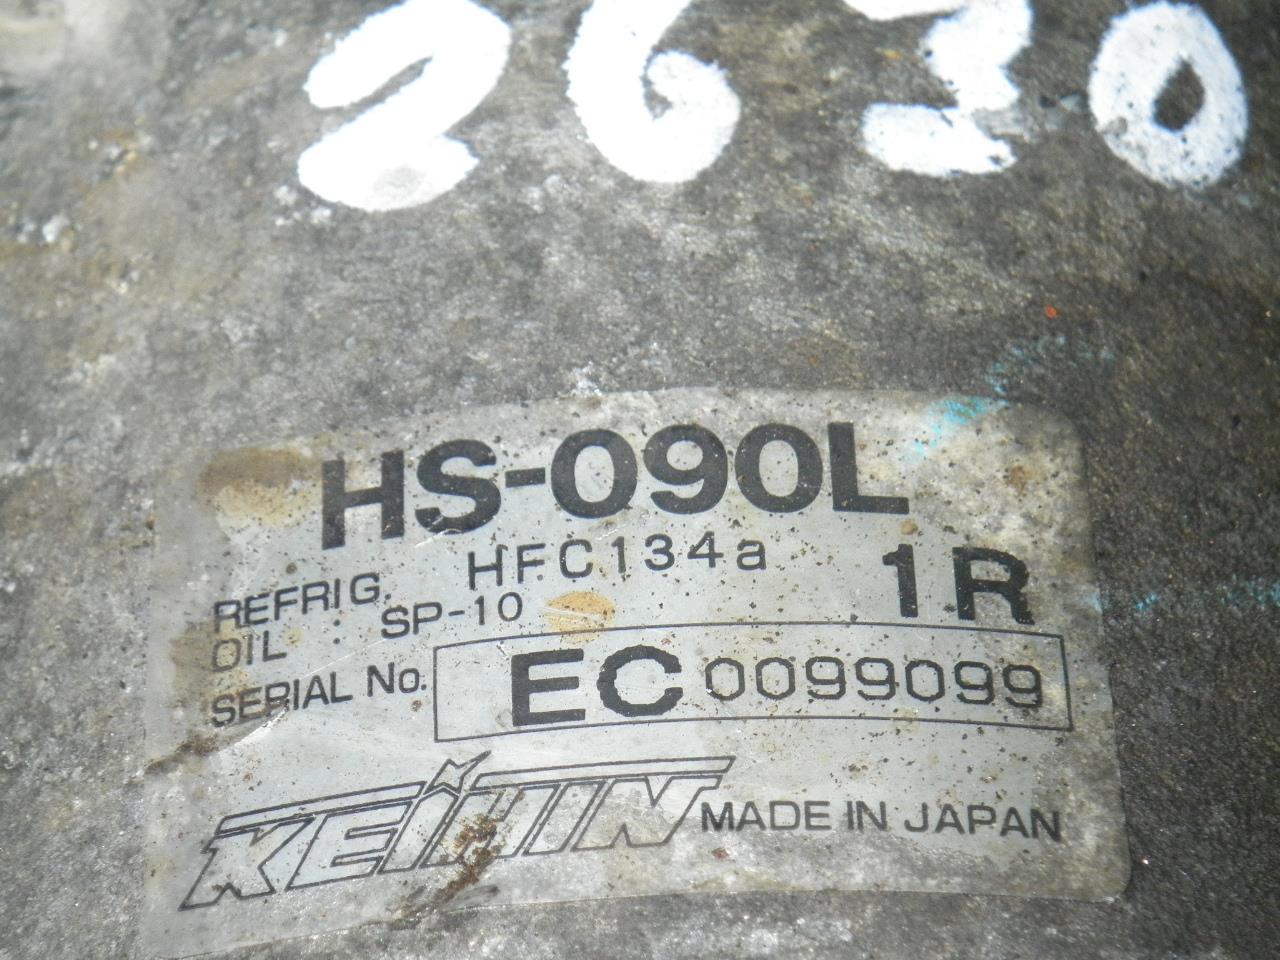 2630
HS-090L
REFRIG. HFC134a 1R
OIL : SP-10
SERIAL No. EC0099099
KEIHIN MADE IN JAPAN